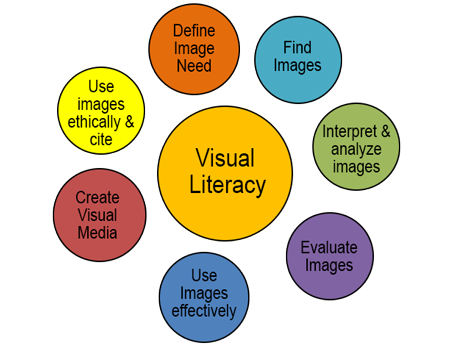 Define
Image
Need
Find
Images
Interpret &
analyze
images
Evaluate
Images
Use
Images
effectively
Create
Visual
Media
Use
images
ethically &
cite
Visual
Literacy